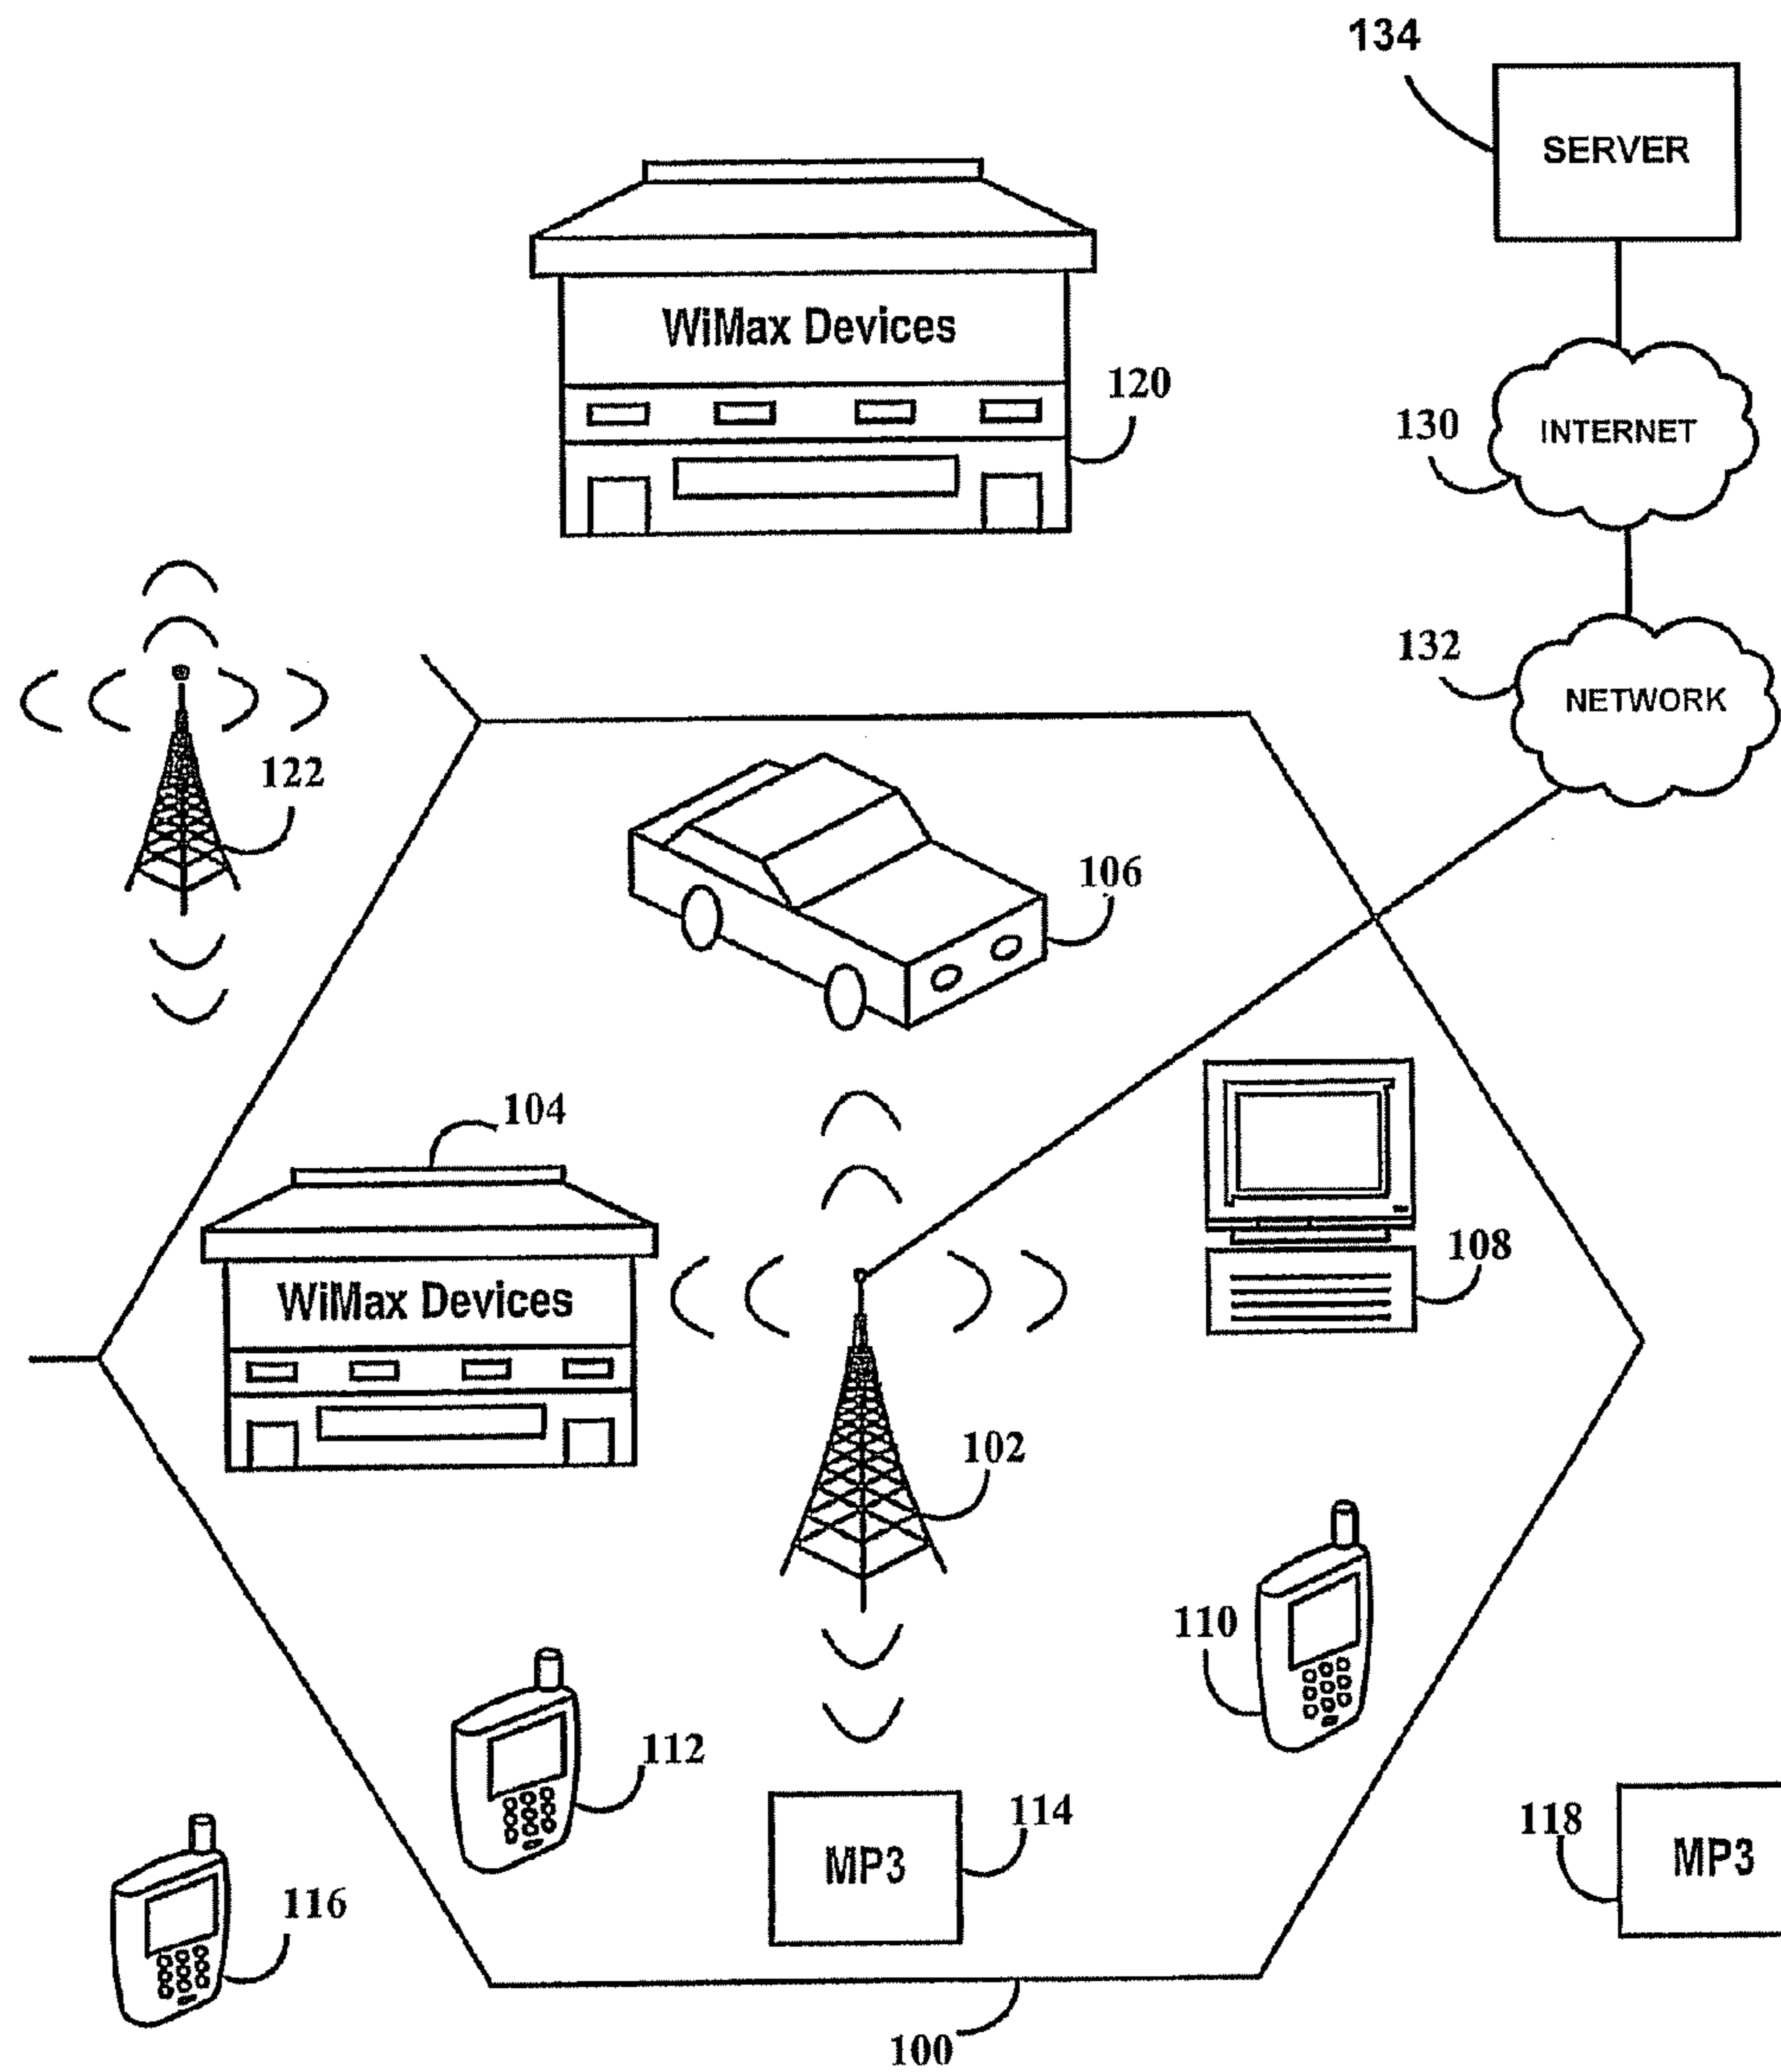 134
SERVER
WiMax Devices
120
130
INTERNET
132
NETWORK
122
106
104
WiMax Devices
108
102
110
112
114
MP3
118
MP3
116
100